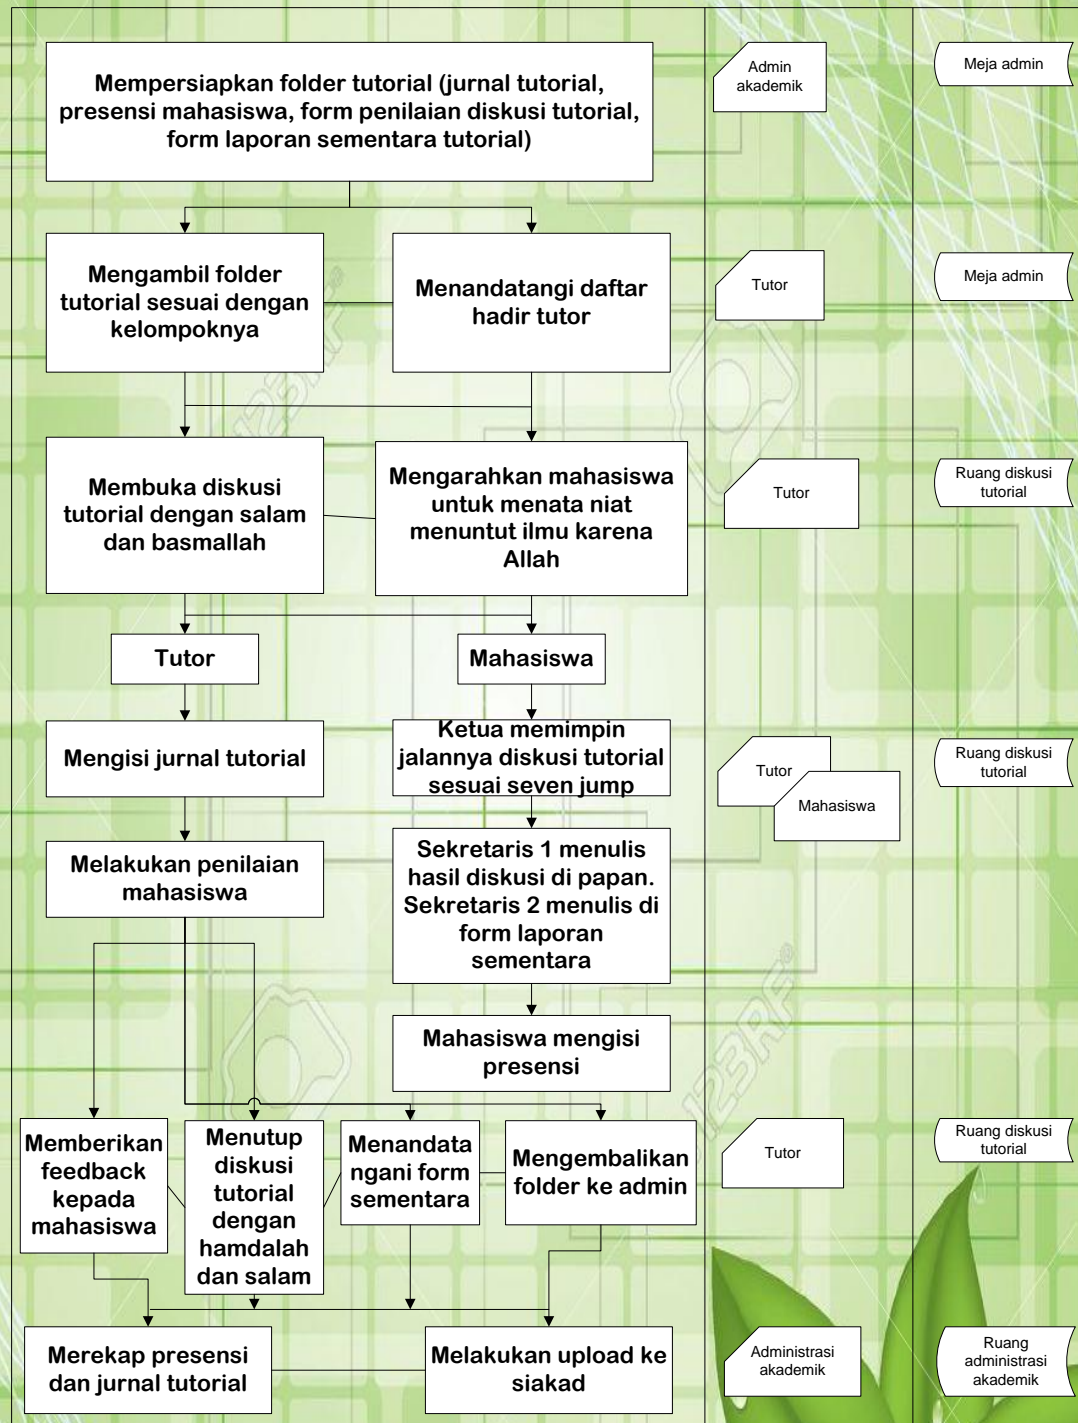 Mempersiapkan folder tutorial (jurnal tutorial,
presensi mahasiswa, form penilaian diskusi tutorial,
form laporan sementara tutorial)
Admin
akademik
Meja admin
Mengambil folder
tutorial sesuai dengan
kelompoknya
Menandatangi daftar
hadir tutor
Tutor
Meja admin
Membuka diskusi
tutorial dengan salam
dan basmallah
Mengarahkan mahasiswa
untuk menata niat
menuntut ilmu karena
Allah
Tutor
Ruang diskusi
tutorial
Tutor
Mahasiswa
Mengisi jurnal tutorial
Ketua memimpin
jalannya diskusi tutorial
sesuai seven jump
Tutor
Mahasiswa
Ruang diskusi
tutorial
Melakukan penilaian
mahasiswa
Sekretaris 1 menulis
hasil diskusi di papan.
Sekretaris 2 menulis di
form laporan
sementara
Mahasiswa mengisi
presensi
Memberikan
feedback
kepada
mahasiswa
Menutup
diskusi
tutorial
dengan
hamdalah
dan salam
Menandata
ngani form
sementara
Mengembalikan
folder ke admin
Tutor
Ruang diskusi
tutorial
Merekap presensi
dan jurnal tutorial
Melakukan upload ke
siakad
Administrasi
akademik
Ruang
administrasi
akademik
123RF®
123RF®